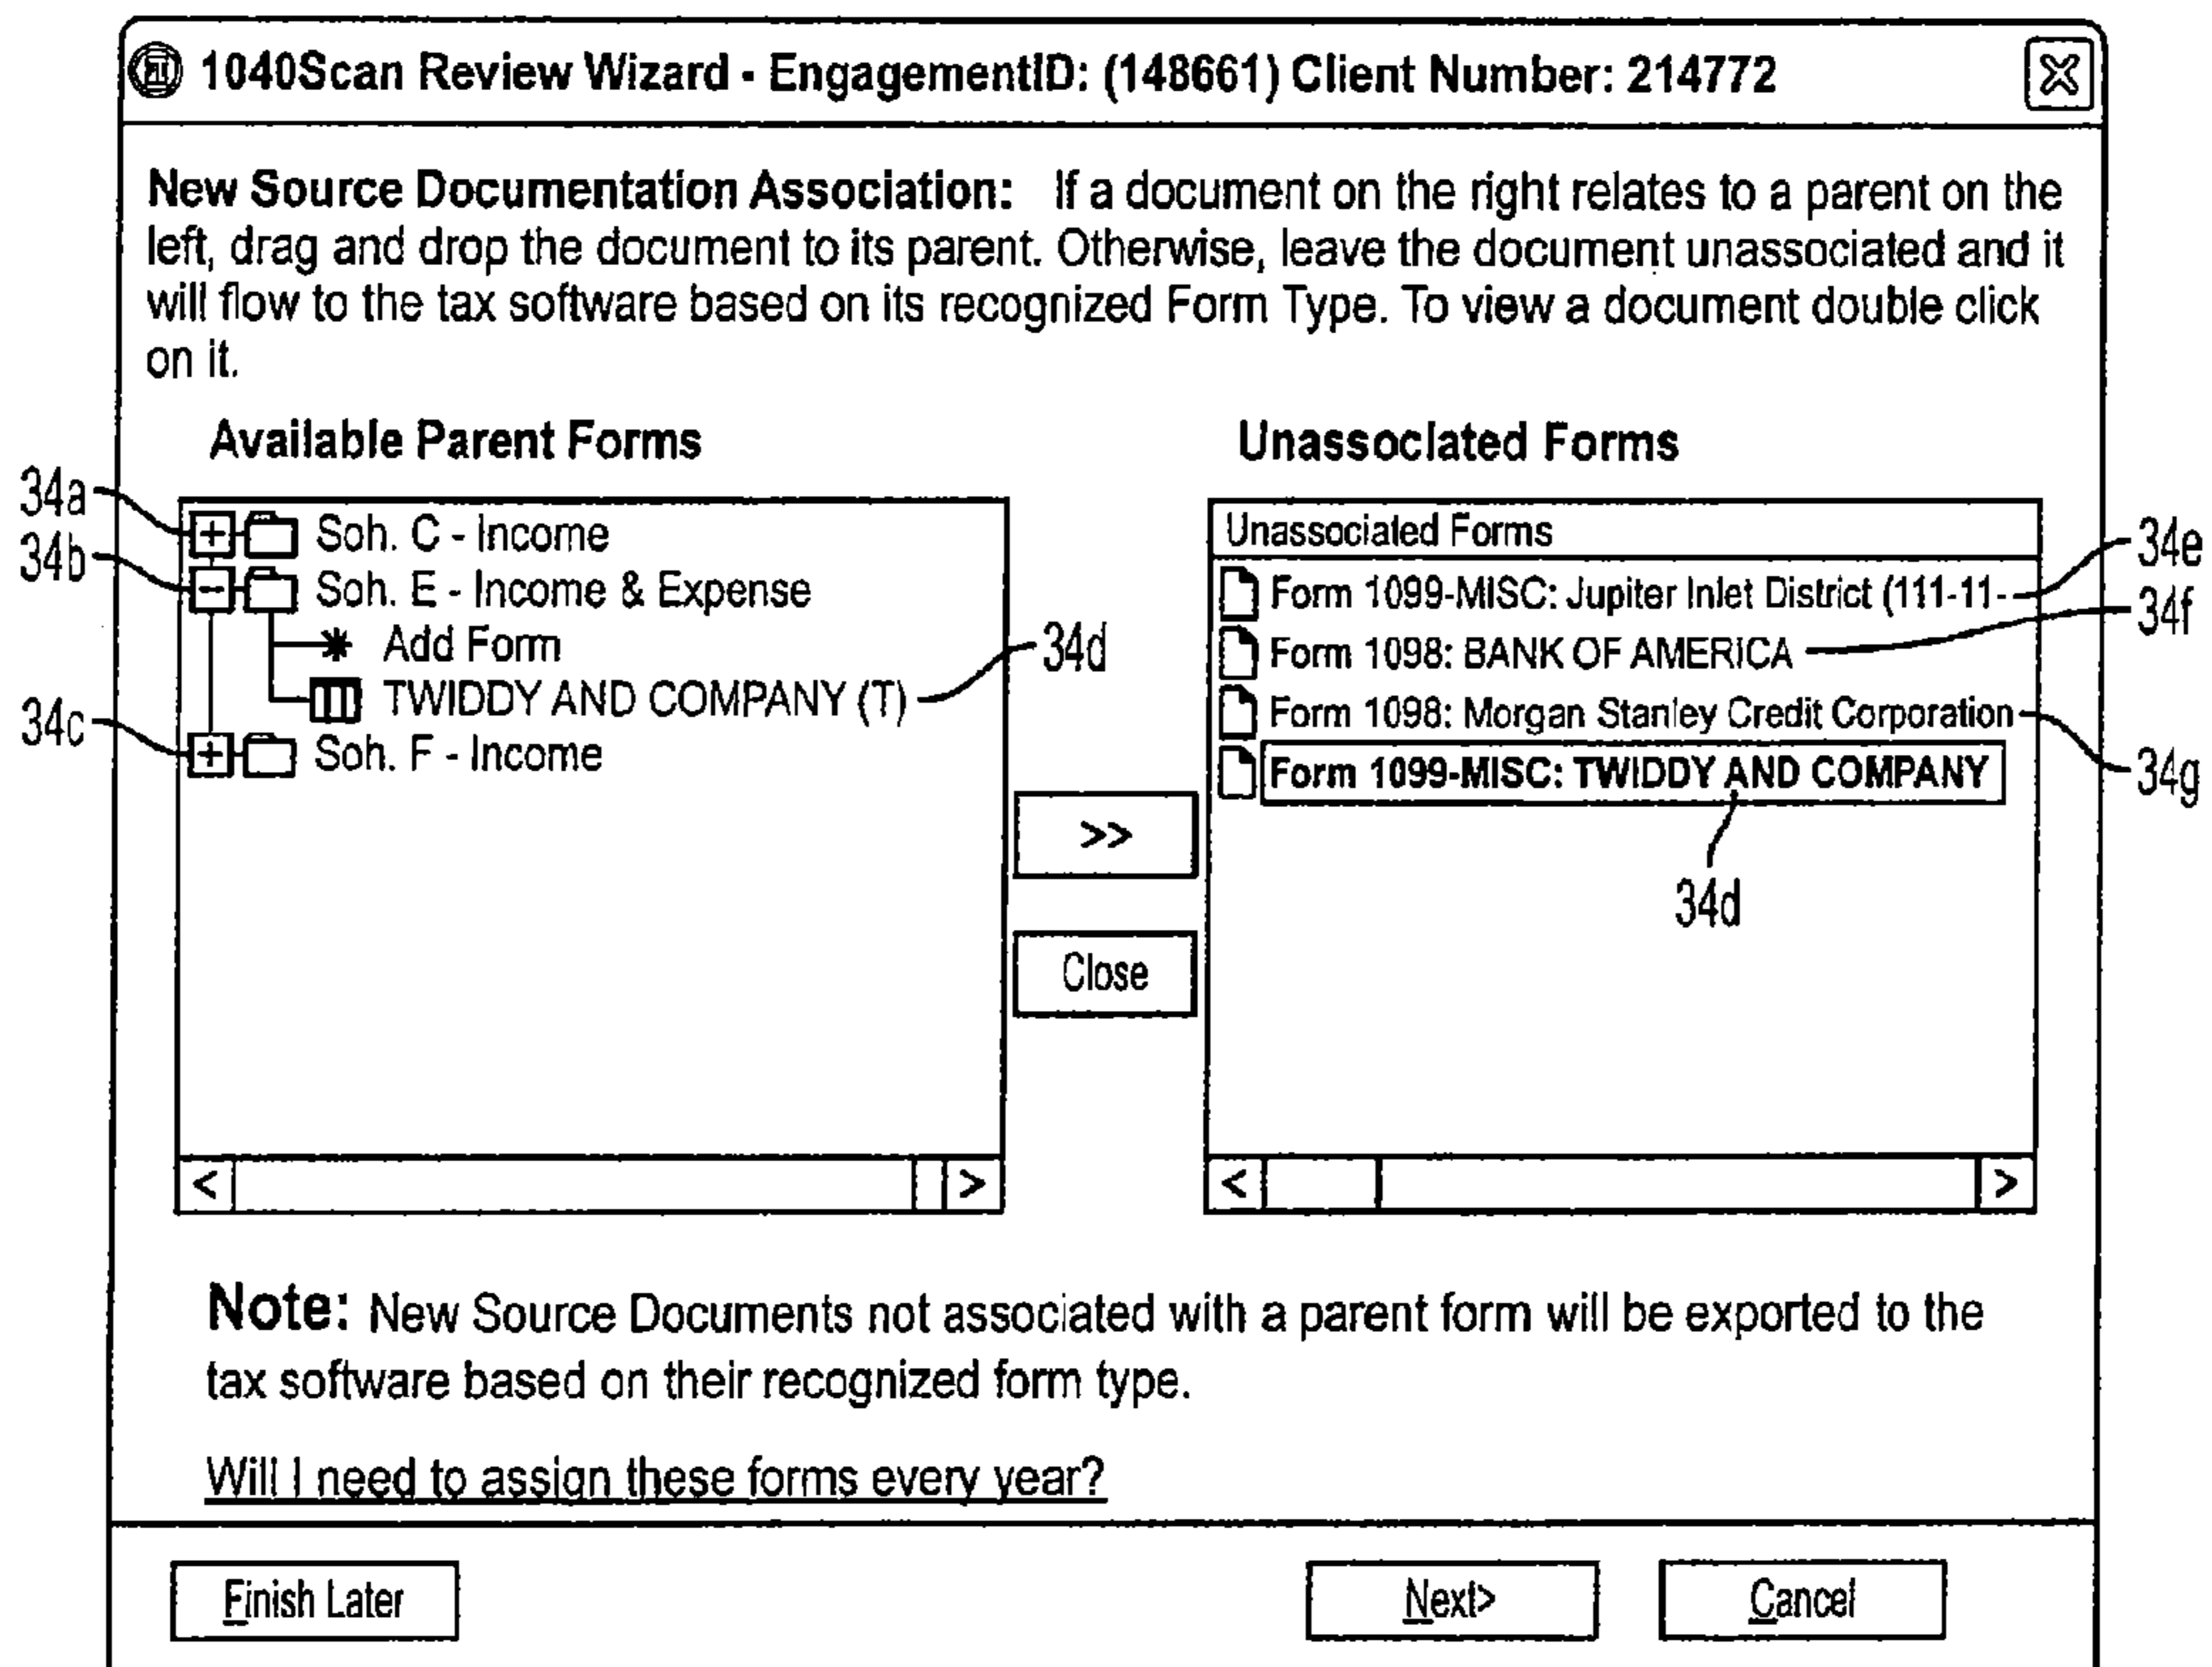 1040Scan Review Wizard - EngagementID: (148661) Client Number: 214772
New Source Documentation Association: If a document on the right relates to a parent on the
left, drag and drop the document to its parent. Otherwise, leave the document unassociated and it
will flow to the tax software based on its recognized Form Type. To view a document double click
on it.
Available Parent Forms
34a
34b
34c
+ Soh. C - Income
- Soh. E - Income & Expense
Add Form
TWIDDY AND COMPANY (T)
34d
+ Soh. F - Income
< >
>>
Close
Unassociated Forms
Unassociated Forms
Form 1099-MISC: Jupiter Inlet District (111-11-
34e
Form 1098: BANK OF AMERICA
34f
Form 1098: Morgan Stanley Credit Corporation
34g
Form 1099-MISC: TWIDDY AND COMPANY
34d
< >
Note: New Source Documents not associated with a parent form will be exported to the
tax software based on their recognized form type.
Will I need to assign these forms every year?
Finish Later
Next>
Cancel